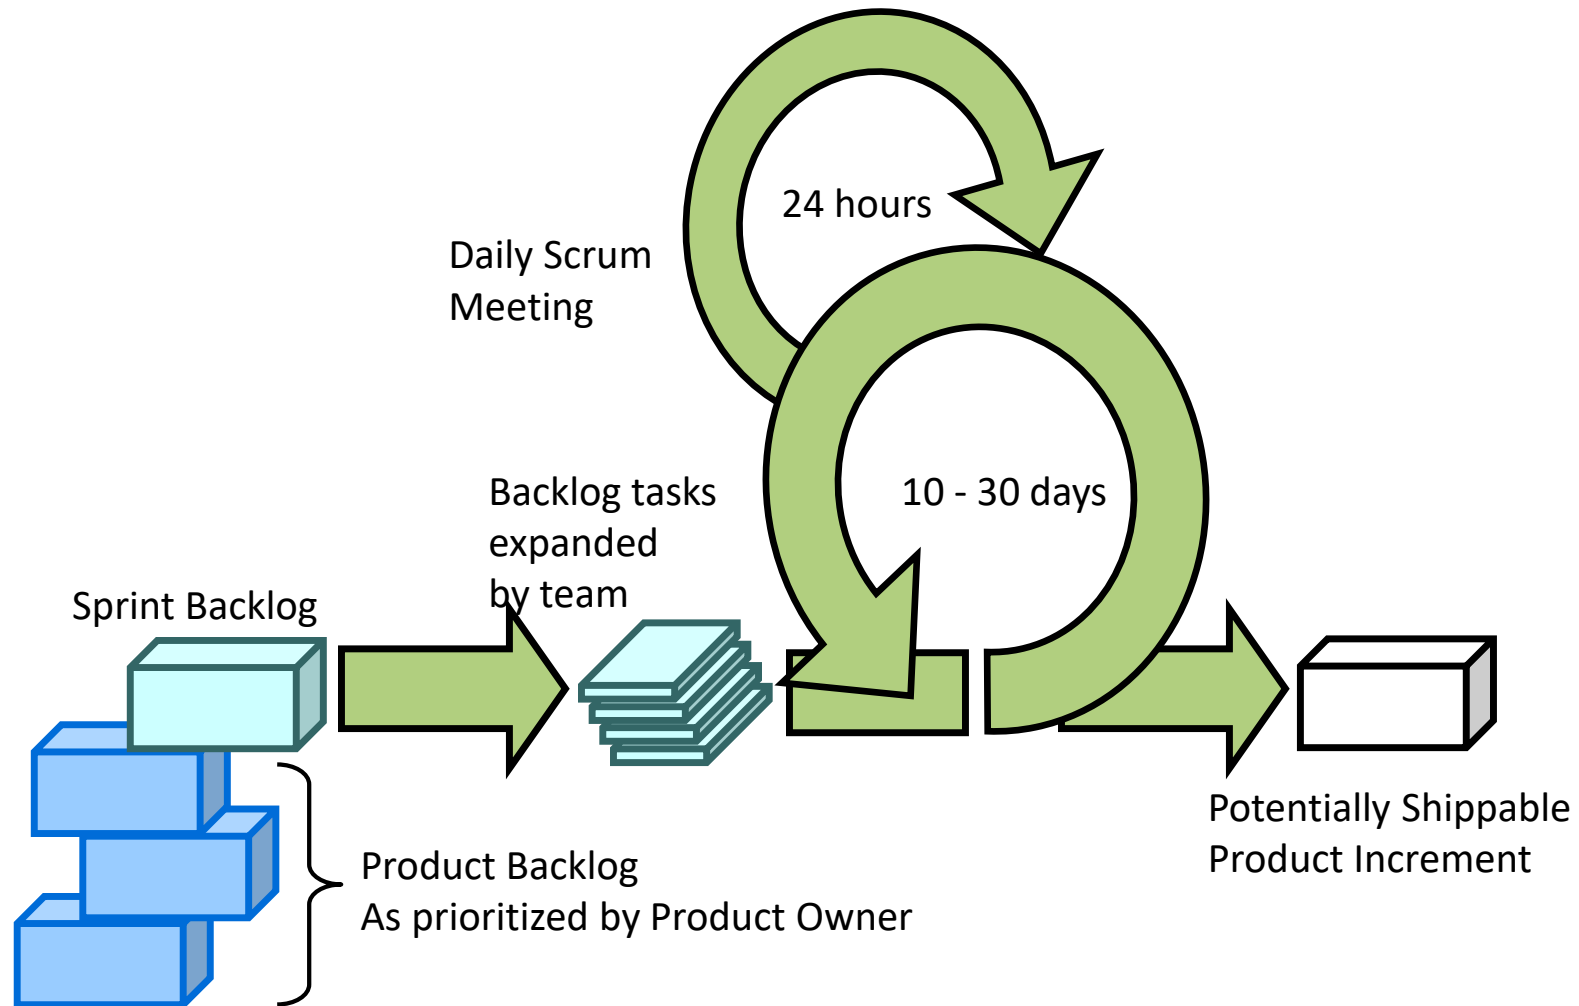 24 hours
Daily Scrum
Meeting
Backlog tasks
expanded
by team
10 - 30 days
Sprint Backlog
Potentially Shippable
Product Increment
Product Backlog
As prioritized by Product Owner